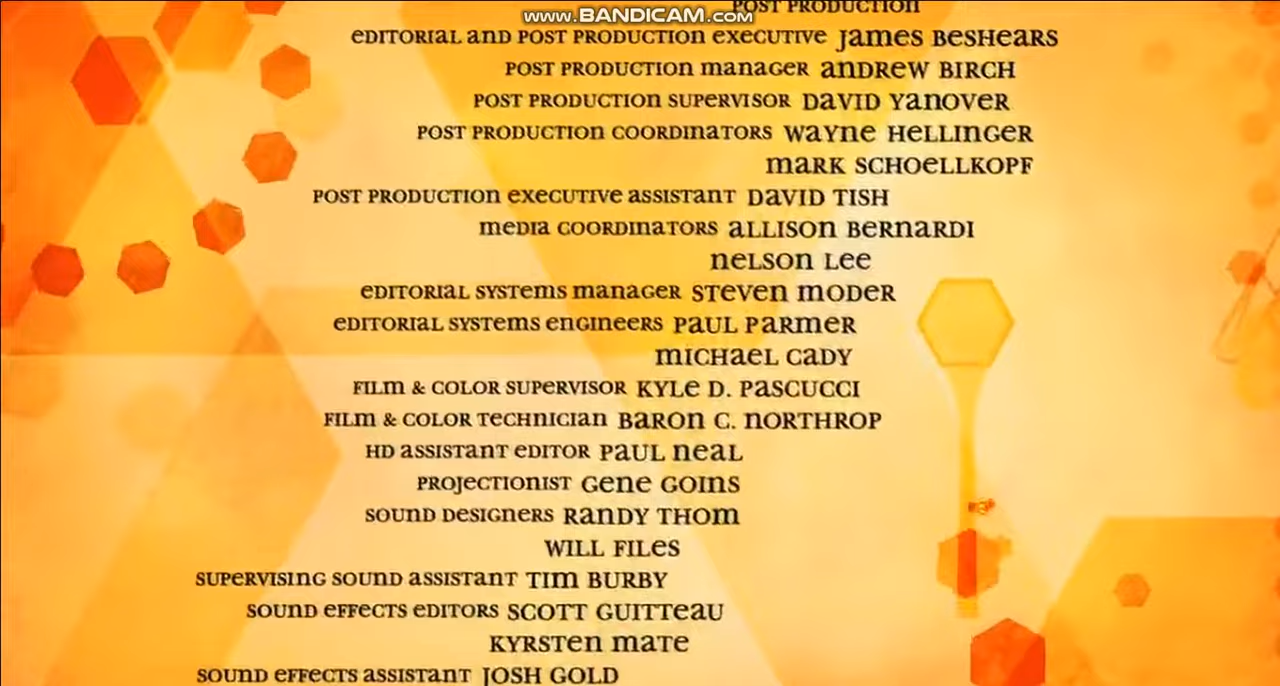 www.BANDICAM.com
POST PRODUCTION
EDITORIAL AND POST PRODUCTION EXECUTIVE JAMES BESHEARS
POST PRODUCTION MANAGER ANDREW BIRCH
POST PRODUCTION SUPERVISOR DAVID YANOVER
POST PRODUCTION COORDINATORS WAYNE HELLINGER
MARK SCHOELLKOPF
POST PRODUCTION EXECUTIVE ASSISTANT DAVID TISH
MEDIA COORDINATORS ALLISON BERNARDI
NELSON LEE
EDITORIAL SYSTEMS MANAGER STEVEN MODER
EDITORIAL SYSTEMS ENGINEERS PAUL PARMER
MICHAEL CADY
FILM & COLOR SUPERVISOR KYLE D. PASCUCCI
FILM & COLOR TECHNICIAN BARON C. NORTHROP
HD ASSISTANT EDITOR PAUL NEAL
PROJECTIONIST GENE GOINS
SOUND DESIGNERS RANDY THOM
WILL FILES
SUPERVISING SOUND ASSISTANT TIM BURBY
SOUND EFFECTS EDITORS SCOTT GUITTEAU
KYRSTEN MATE
SOUND EFFECTS ASSISTANT JOSH GOLD